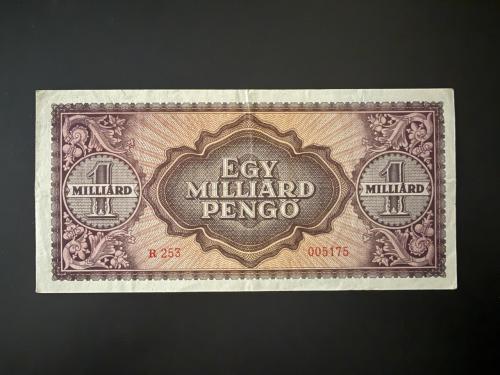 EGY
MILLIÁRD
PENGŐ
1 MILLIÁRD
1 MILLIÁRD
R 253
005175